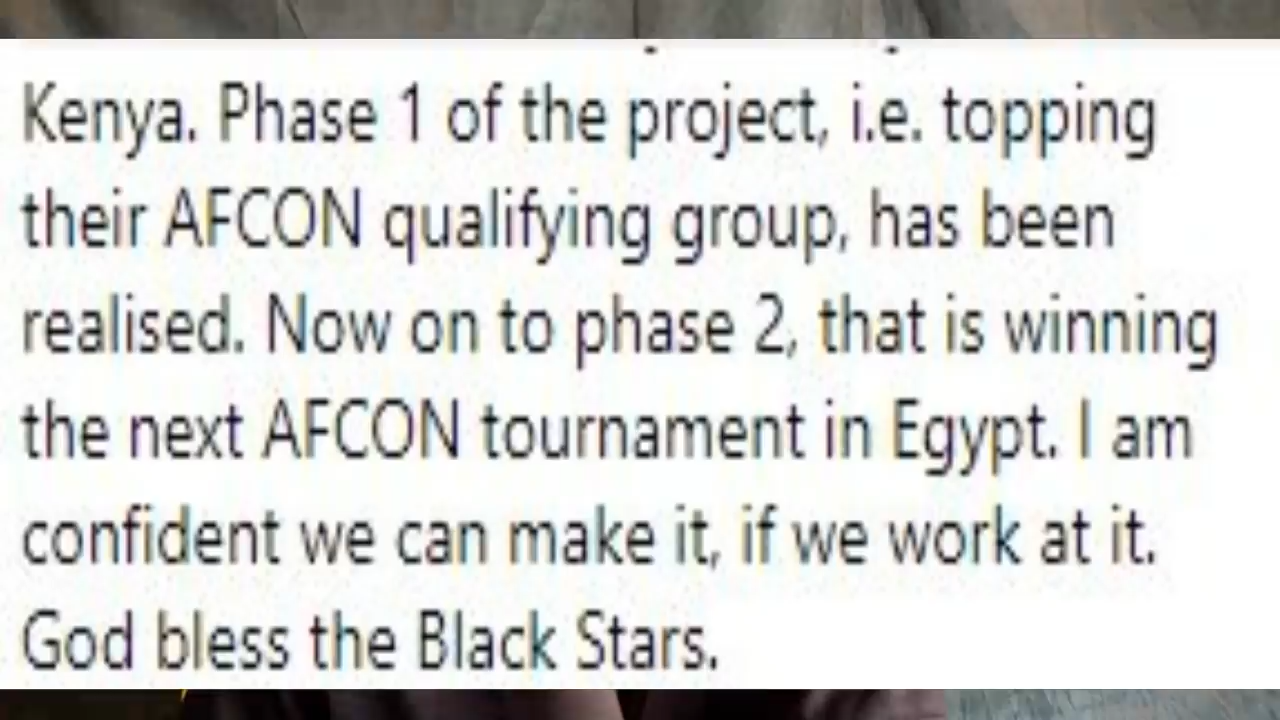 Kenya. Phase 1 of the project, i.e. topping
their AFCON qualifying group, has been
realised. Now on to phase 2, that is winning
the next AFCON tournament in Egypt. I am
confident we can make it, if we work at it.
God bless the Black Stars.